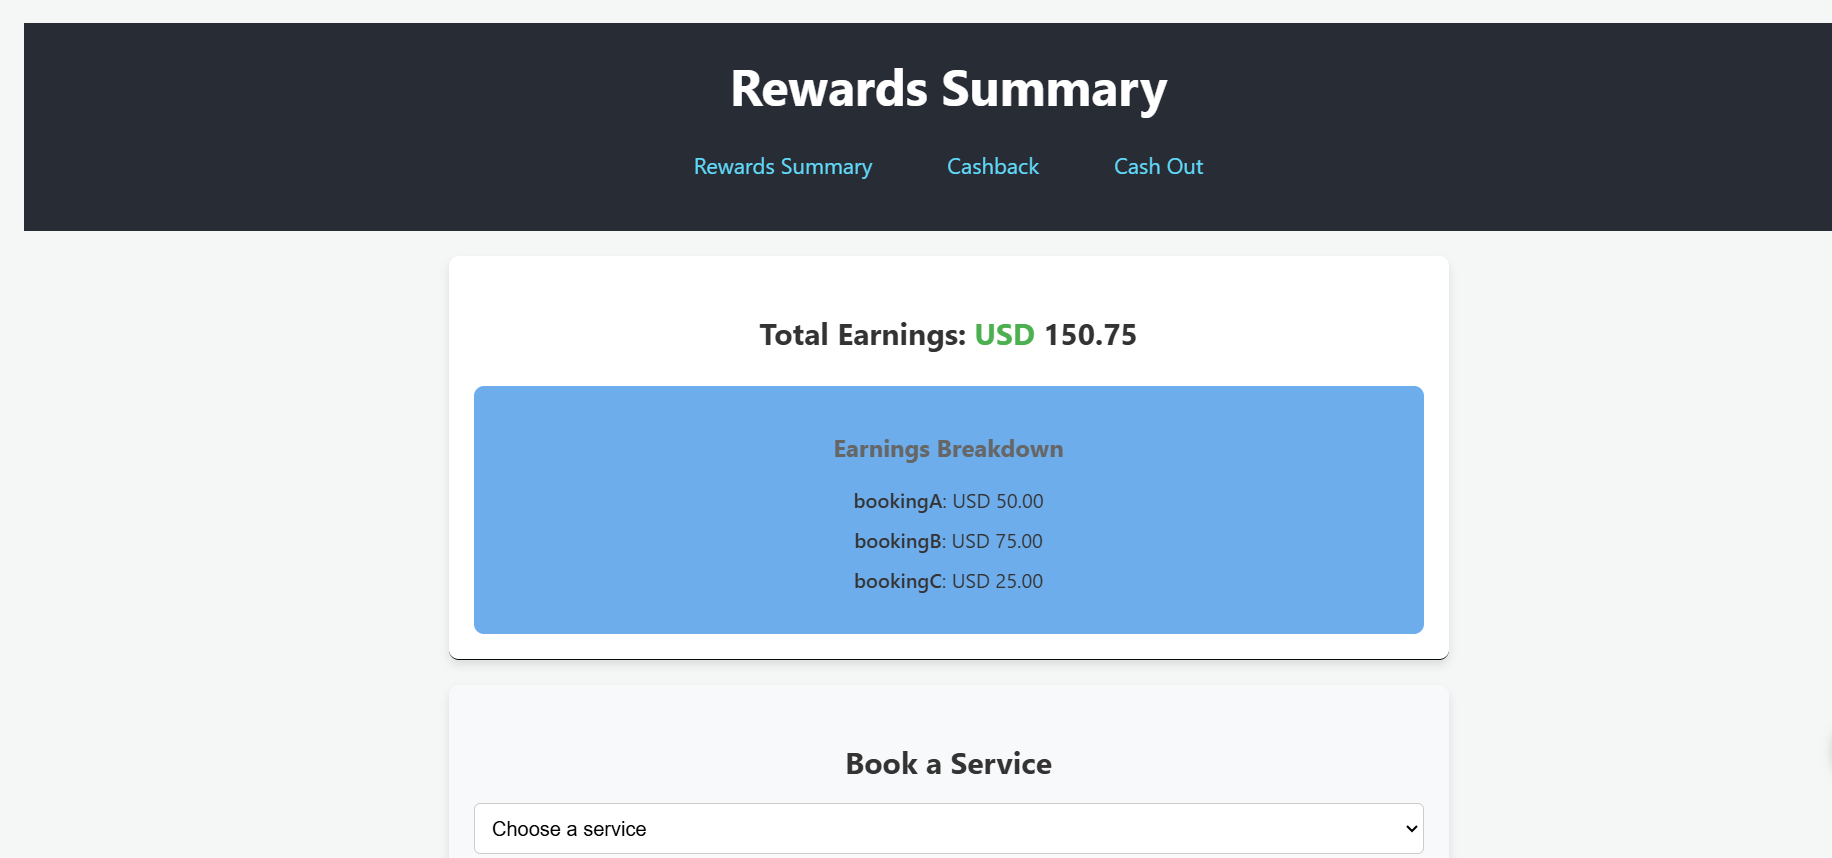 Rewards Summary
Rewards Summary Cashback Cash Out
Total Earnings: USD 150.75
Earnings Breakdown
bookingA: USD 50.00
bookingB: USD 75.00
bookingC: USD 25.00
Book a Service
Choose a service